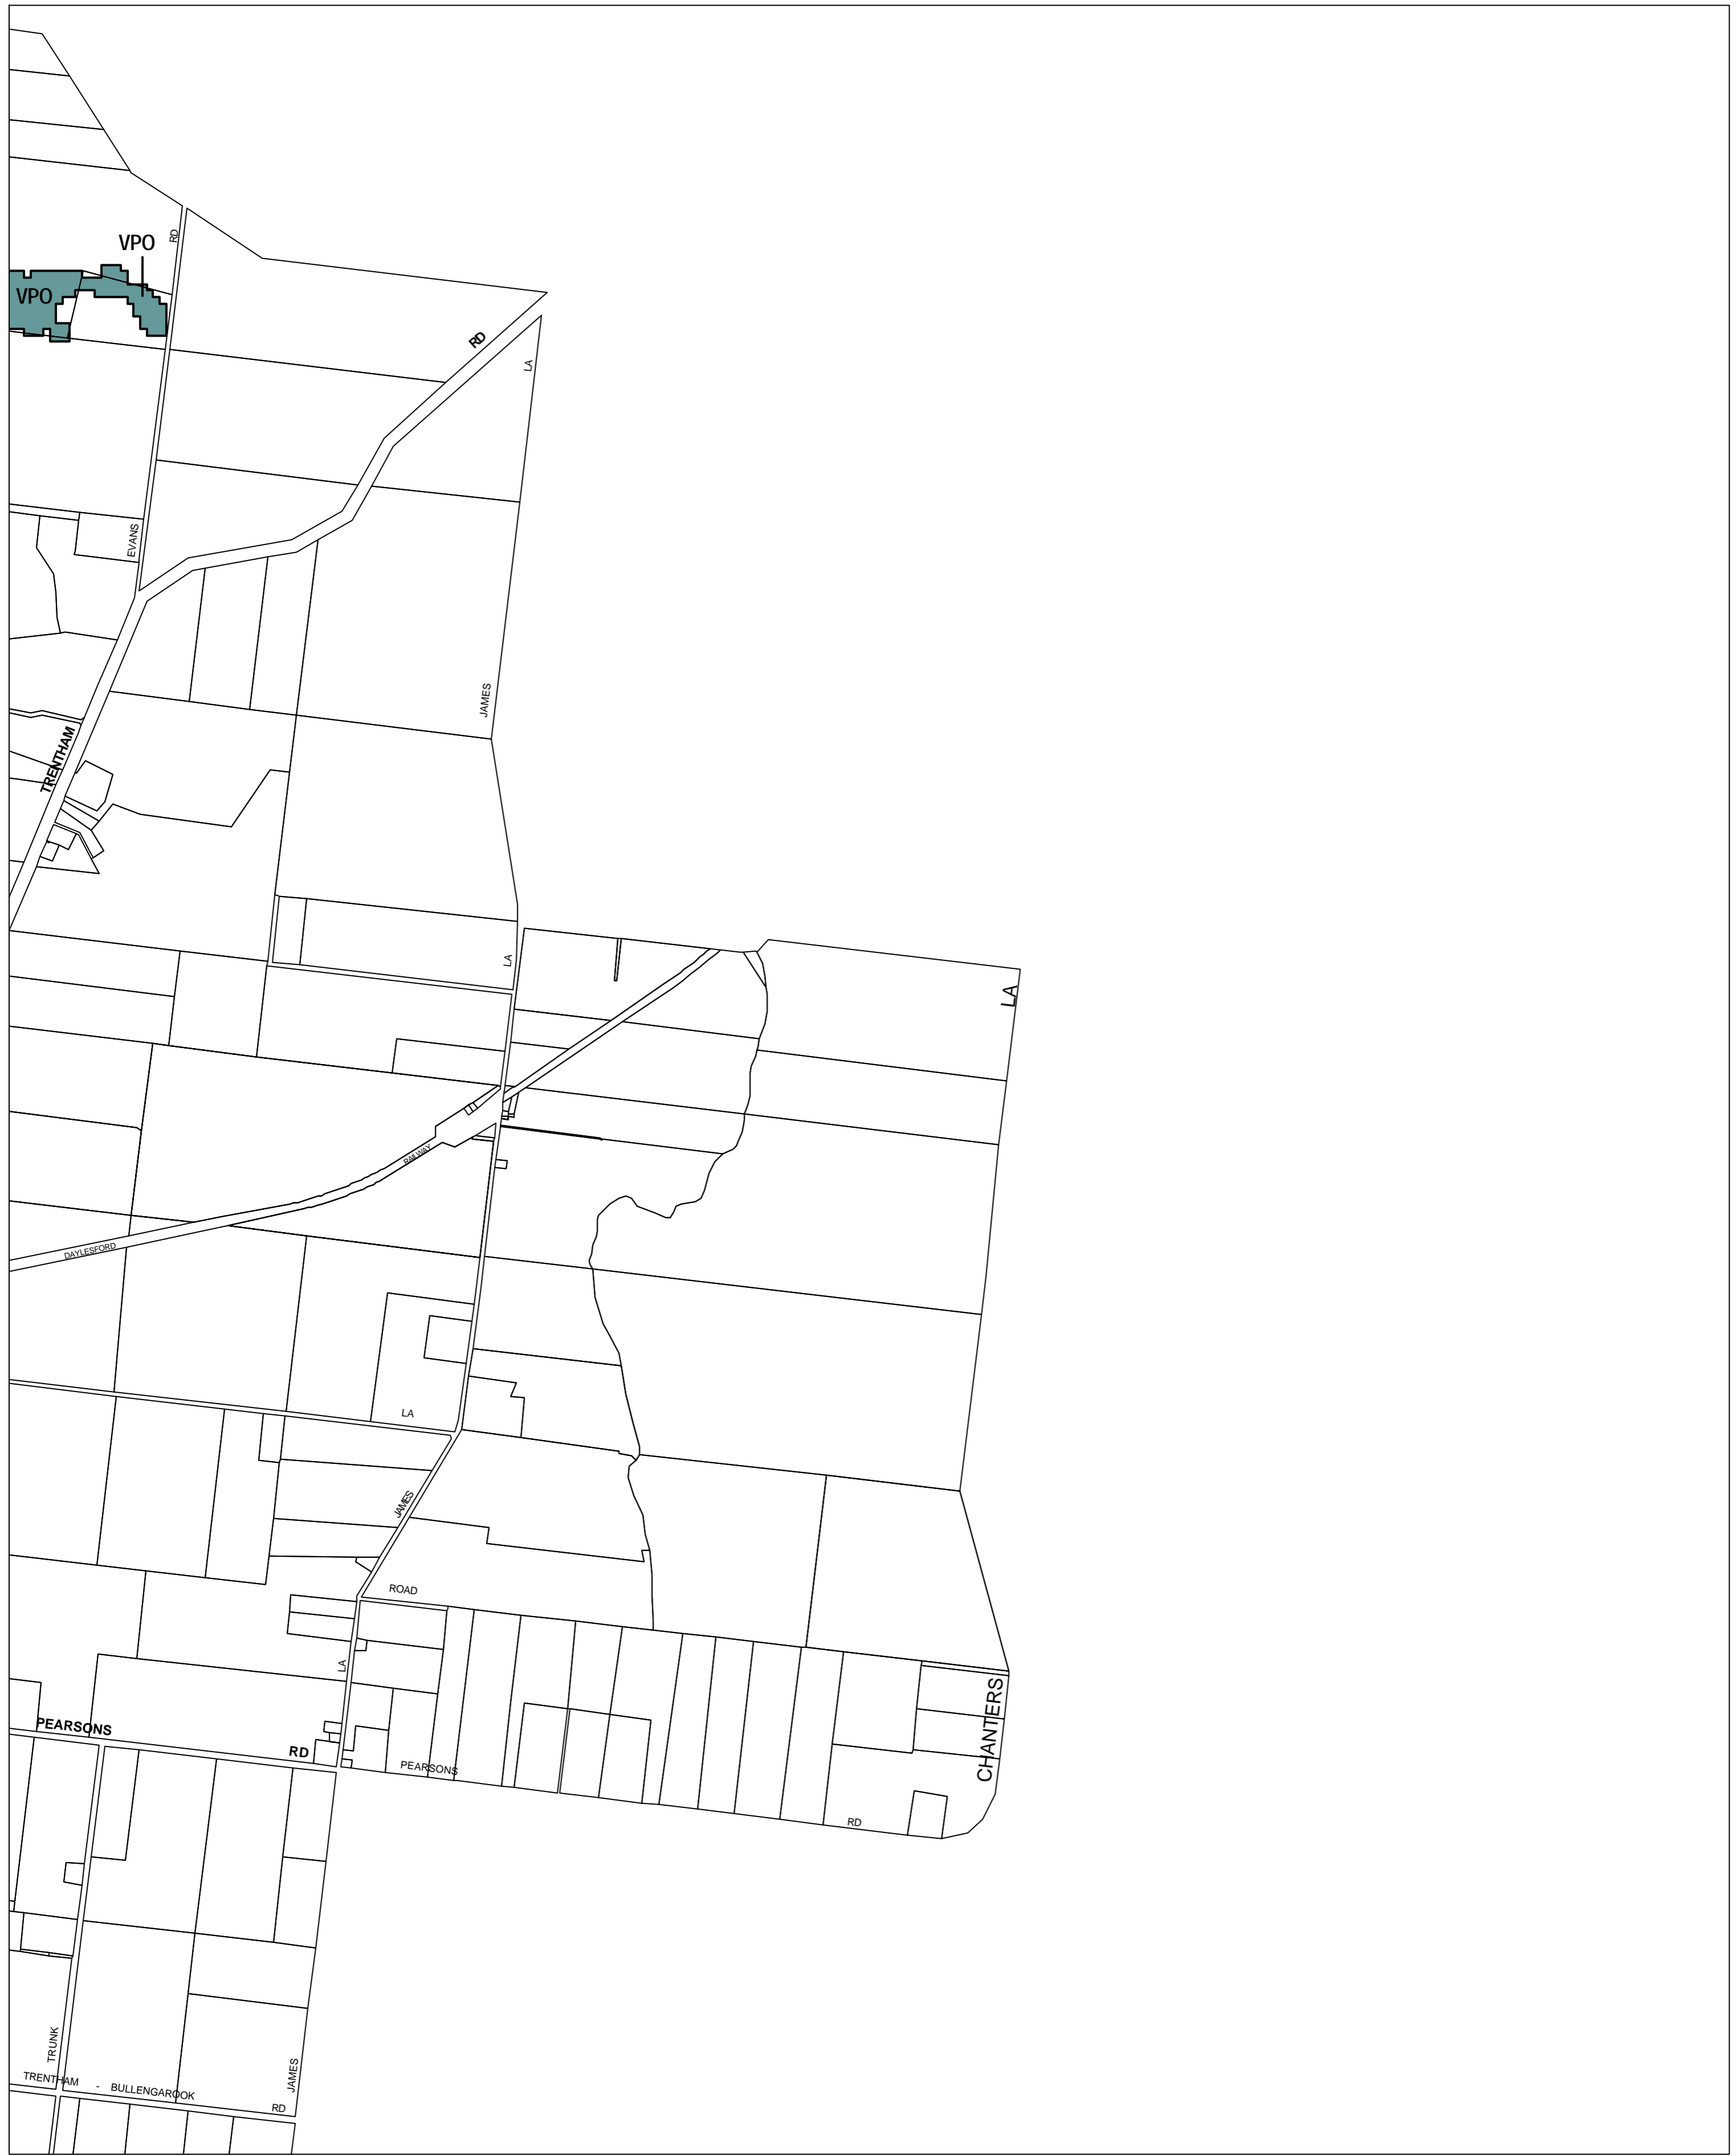 RD
VPO
VPO
RD
LA
EVANS
JAMES
TRENTHAM
LA
LA
RAILWAY
DAYLESFORD
LA
JAMES
ROAD
LA
CHANTERS
PEARSONS
RD
PEARSONS
RD
TRUNK
JAMES
TRENTHAM - BULLENGAROOK
RD